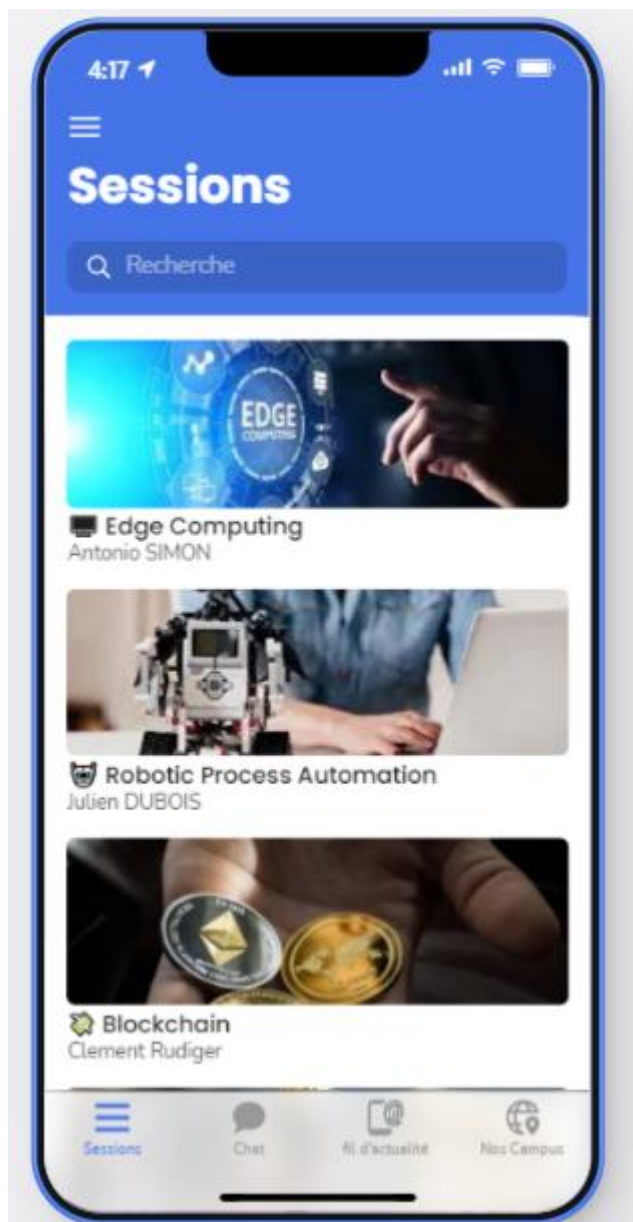 4:17
Sessions
Recherche
EDGE
COMPUTING
Edge Computing
Antonio SIMON
Robotic Process Automation
Julien DUBOIS
Blockchain
Clement Rudiger
Sessions
Chat
fil d'actualité
Nos Campus